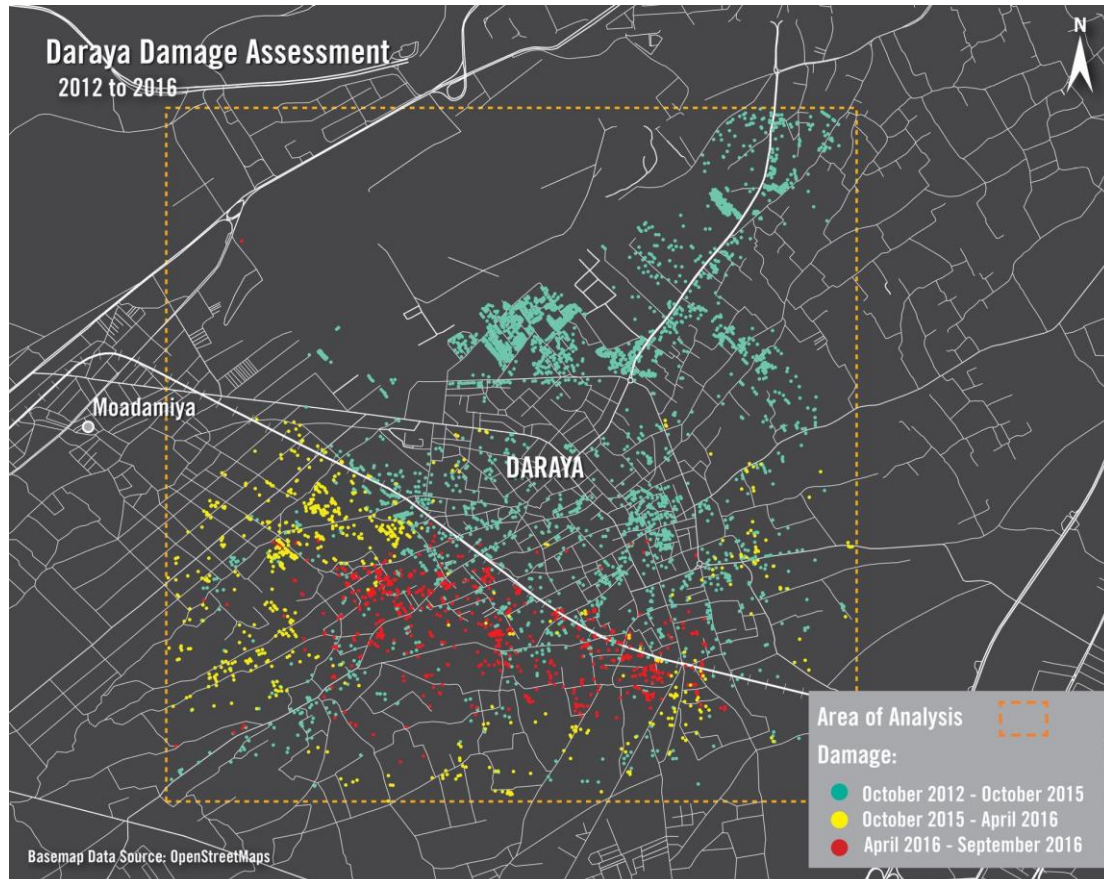 Daraya Damage Assessment
2012 to 2016
N
Moadamiya
DARAYA
Area of Analysis
Damage:
October 2012 - October 2015
October 2015 - April 2016
April 2016 - September 2016
Basemap Data Source: OpenStreetMaps